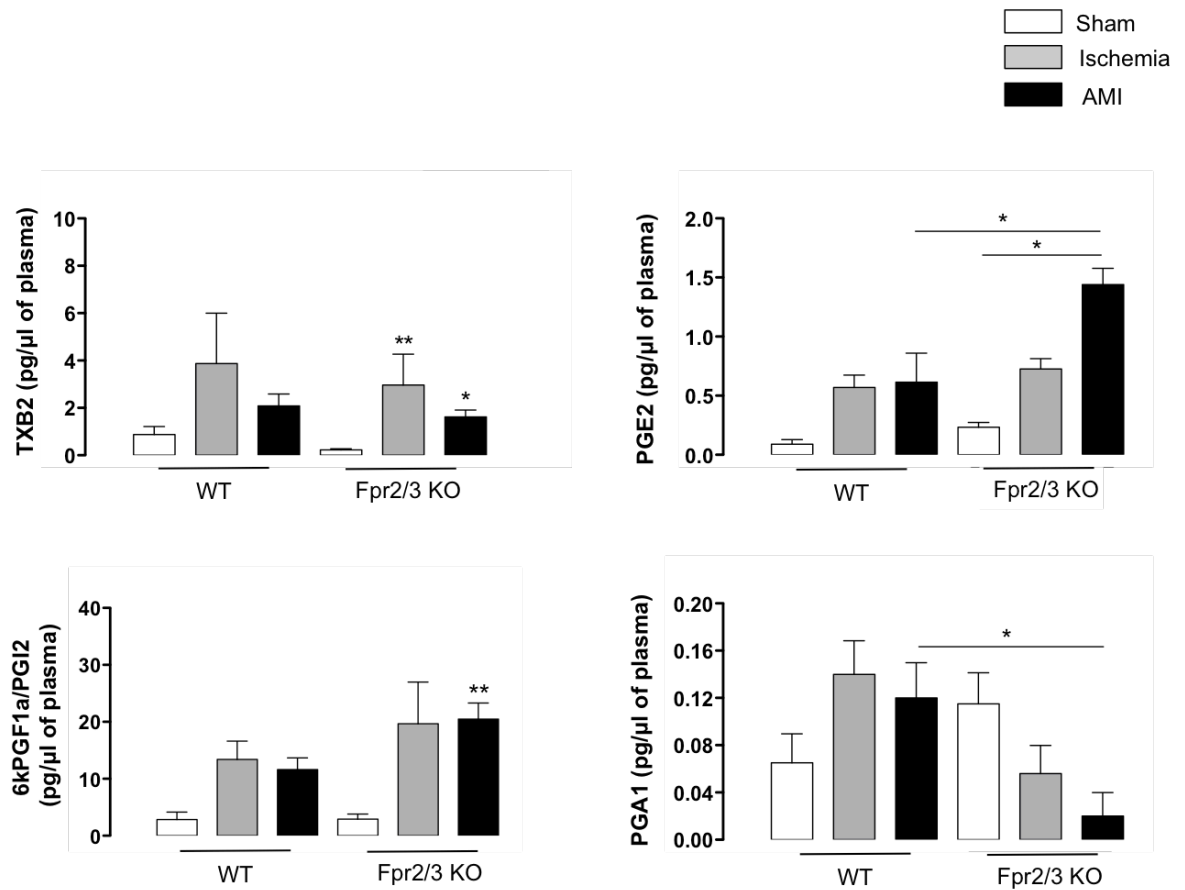 Sham
Ischemia
AMI
TXB2 (pg/µl of plasma)
10
8
6
4
2
0
**
*
WT
Fpr2/3 KO
PGE2 (pg/µl of plasma)
2.0
1.5
1.0
0.5
0.0
*
*
WT
Fpr2/3 KO
6kPGF1a/PGI2
(pg/µl of plasma)
40
30
20
10
0
**
WT
Fpr2/3 KO
PGA1 (pg/µl of plasma)
0.20
0.16
0.12
0.08
0.04
0.00
*
WT
Fpr2/3 KO